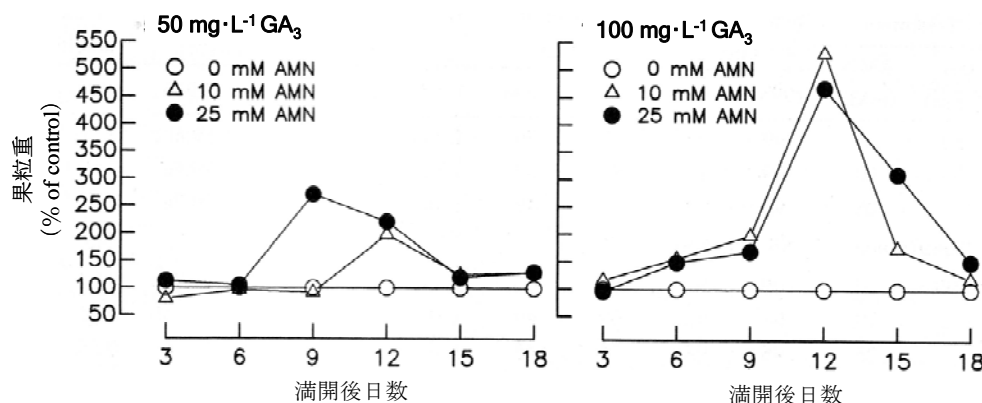 50 mg·L⁻¹ GA₃
550
500
450
400
350
300
250
200
150
100
50
果粒重
(% of control)
○ 0 mM AMN
△ 10 mM AMN
● 25 mM AMN
3 6 9 12 15 18
満開後日数
100 mg·L⁻¹ GA₃
○ 0 mM AMN
△ 10 mM AMN
● 25 mM AMN
3 6 9 12 15 18
満開後日数